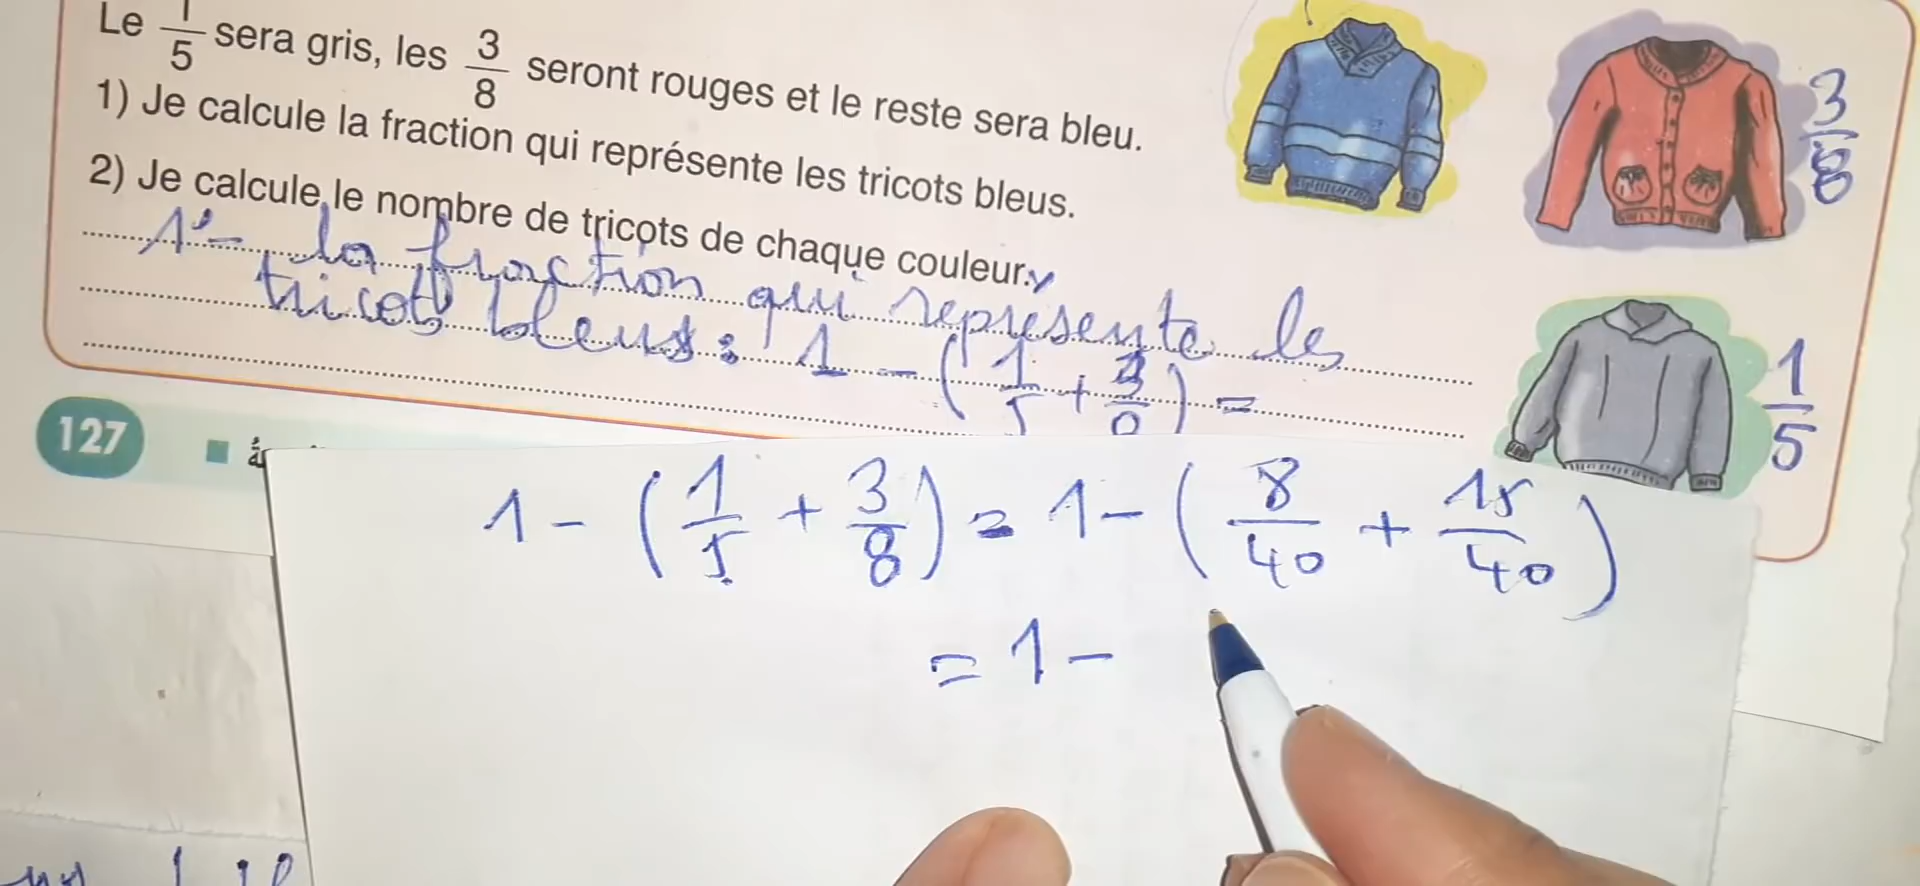 Le 1/5 sera gris, les 3/8 seront rouges et le reste sera bleu.
1) Je calcule la fraction qui représente les tricots bleus.
2) Je calcule le nombre de tricots de chaque couleur.
1°- la fraction qui représente les
tricots bleus : 1 - (1/5 + 3/8) =
3/8
1/5
127
1 - (1/5 + 3/8) = 1 - (8/40 + 15/40)
= 1 -